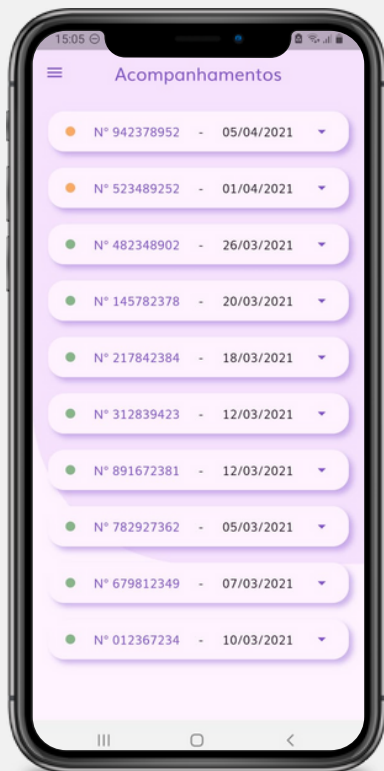 15:05
Acompanhamentos
N° 942378952 - 05/04/2021
N° 523489252 - 01/04/2021
N° 482348902 - 26/03/2021
N° 145782378 - 20/03/2021
N° 217842384 - 18/03/2021
N° 312839423 - 12/03/2021
N° 891672381 - 12/03/2021
N° 782927362 - 05/03/2021
N° 679812349 - 07/03/2021
N° 012367234 - 10/03/2021